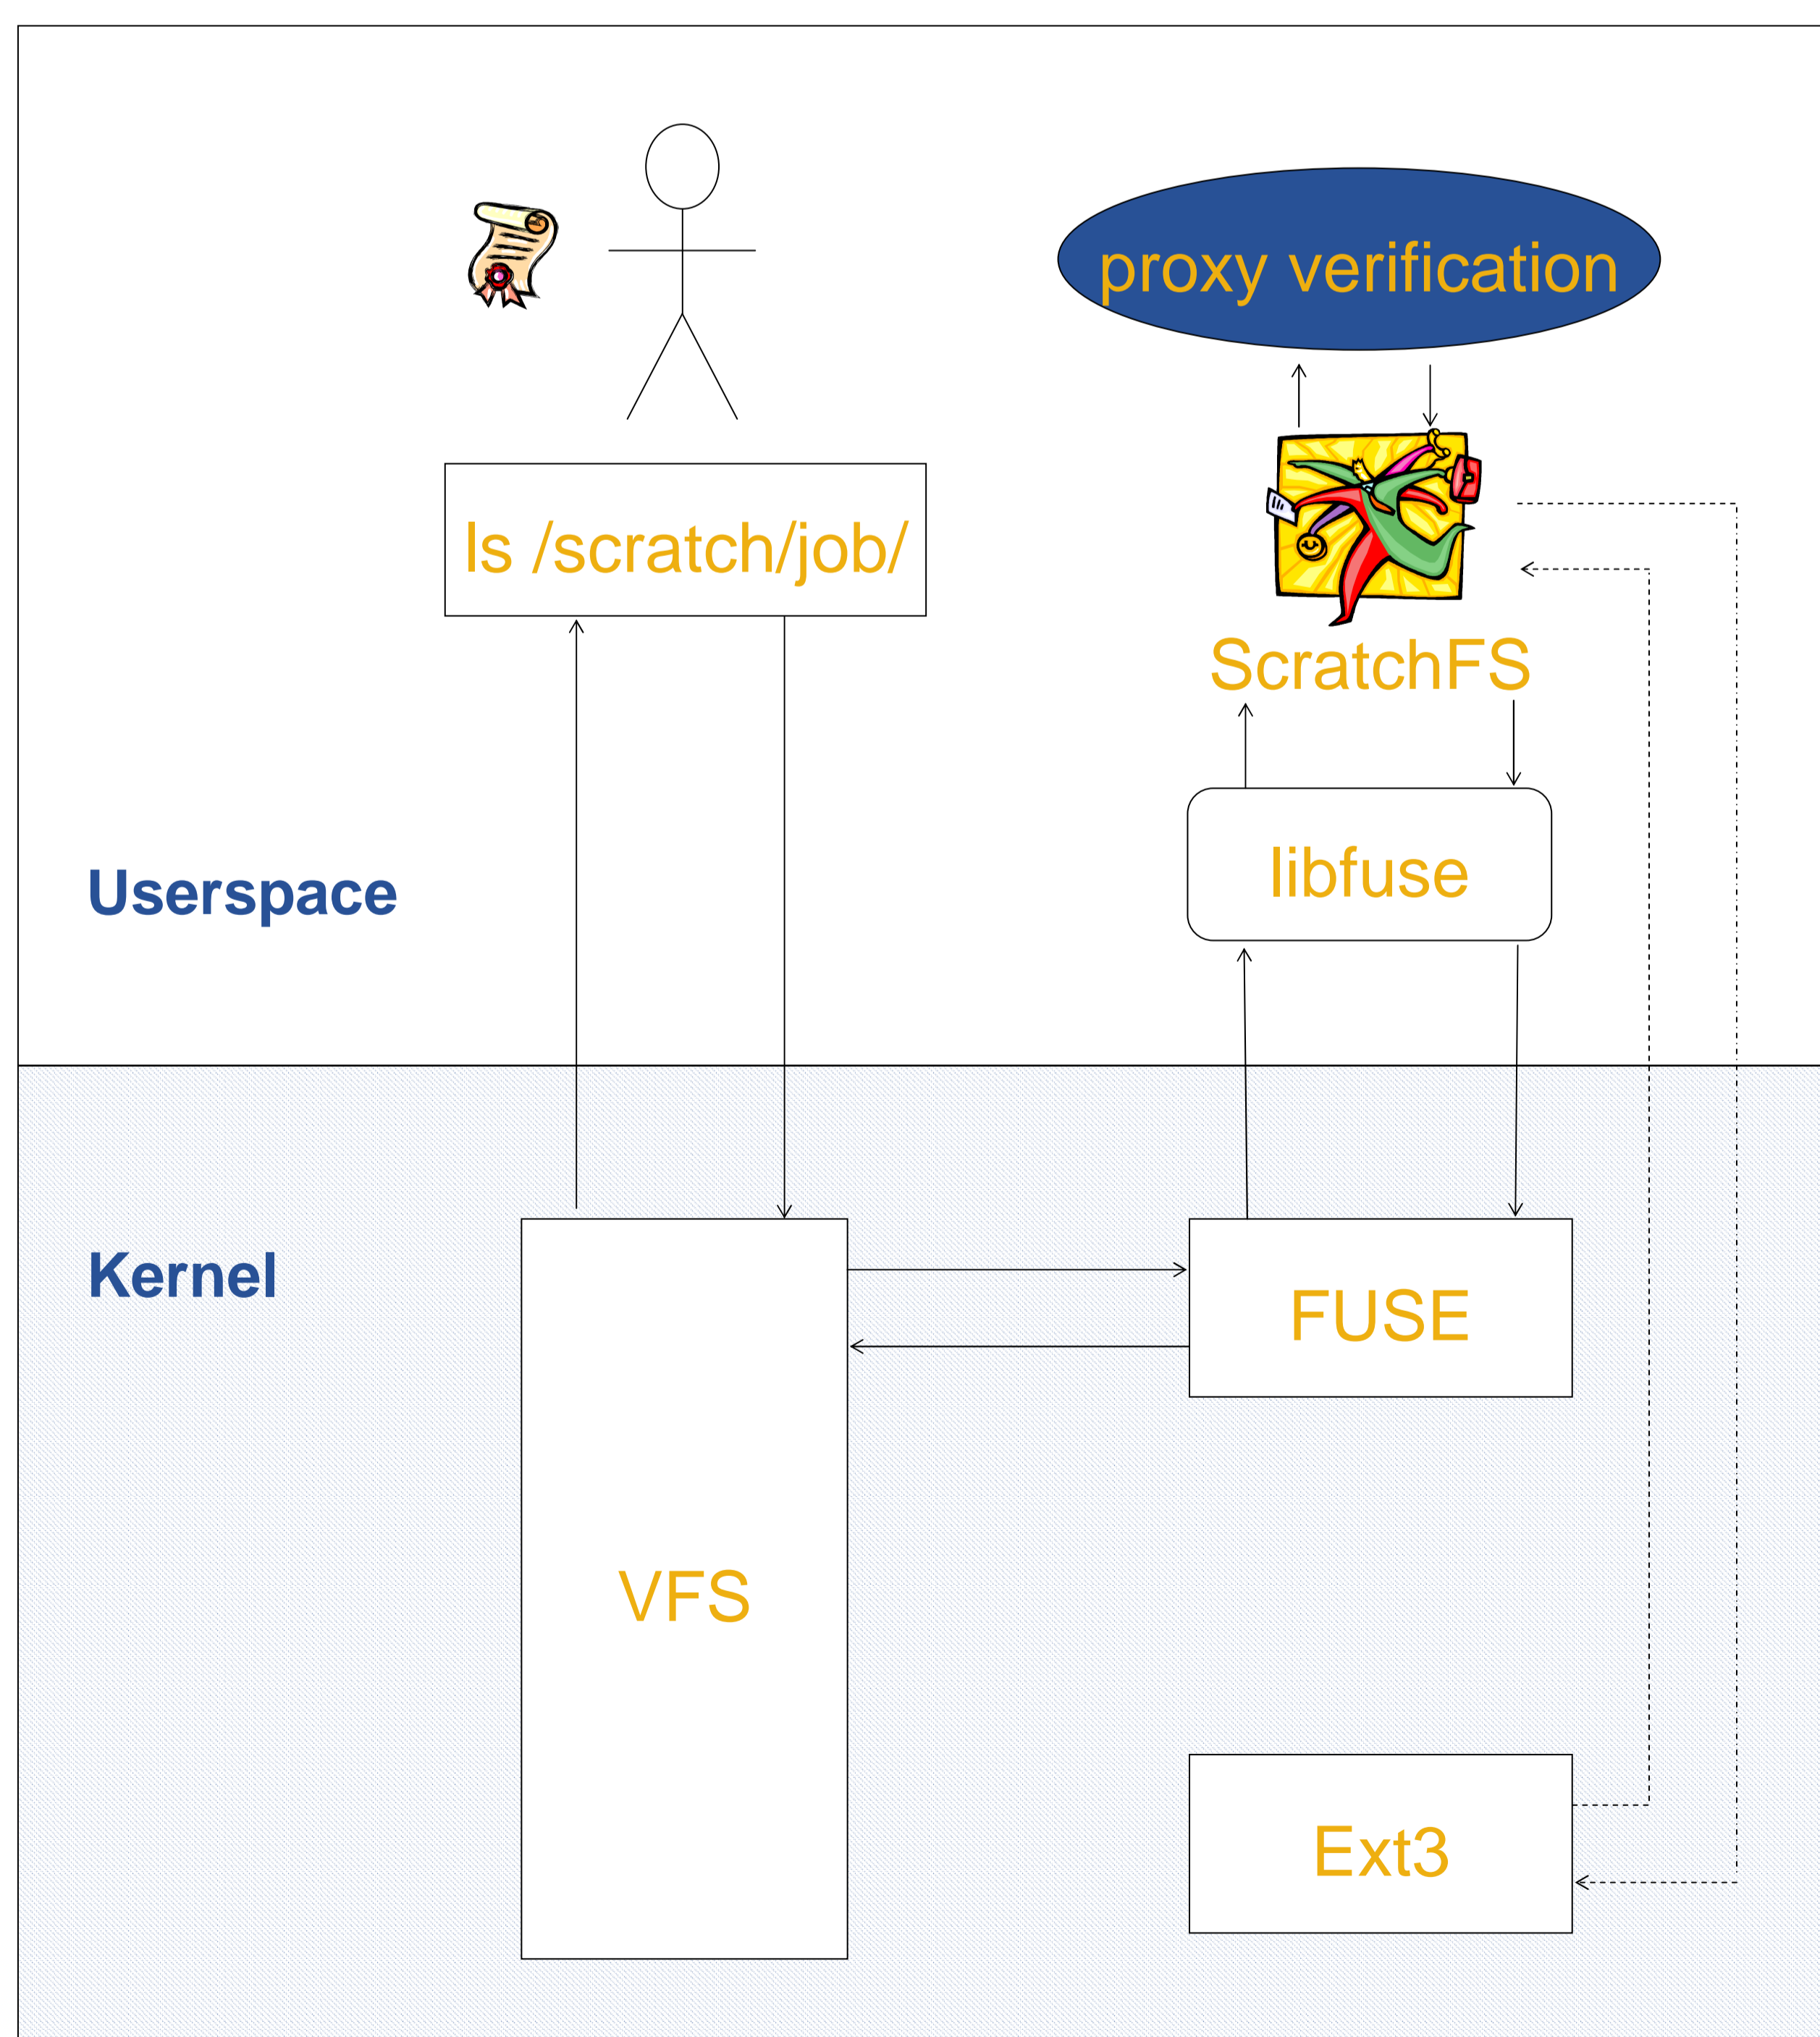 proxy verification
ls /scratch/job/
ScratchFS
libfuse
Userspace
Kernel
FUSE
VFS
Ext3